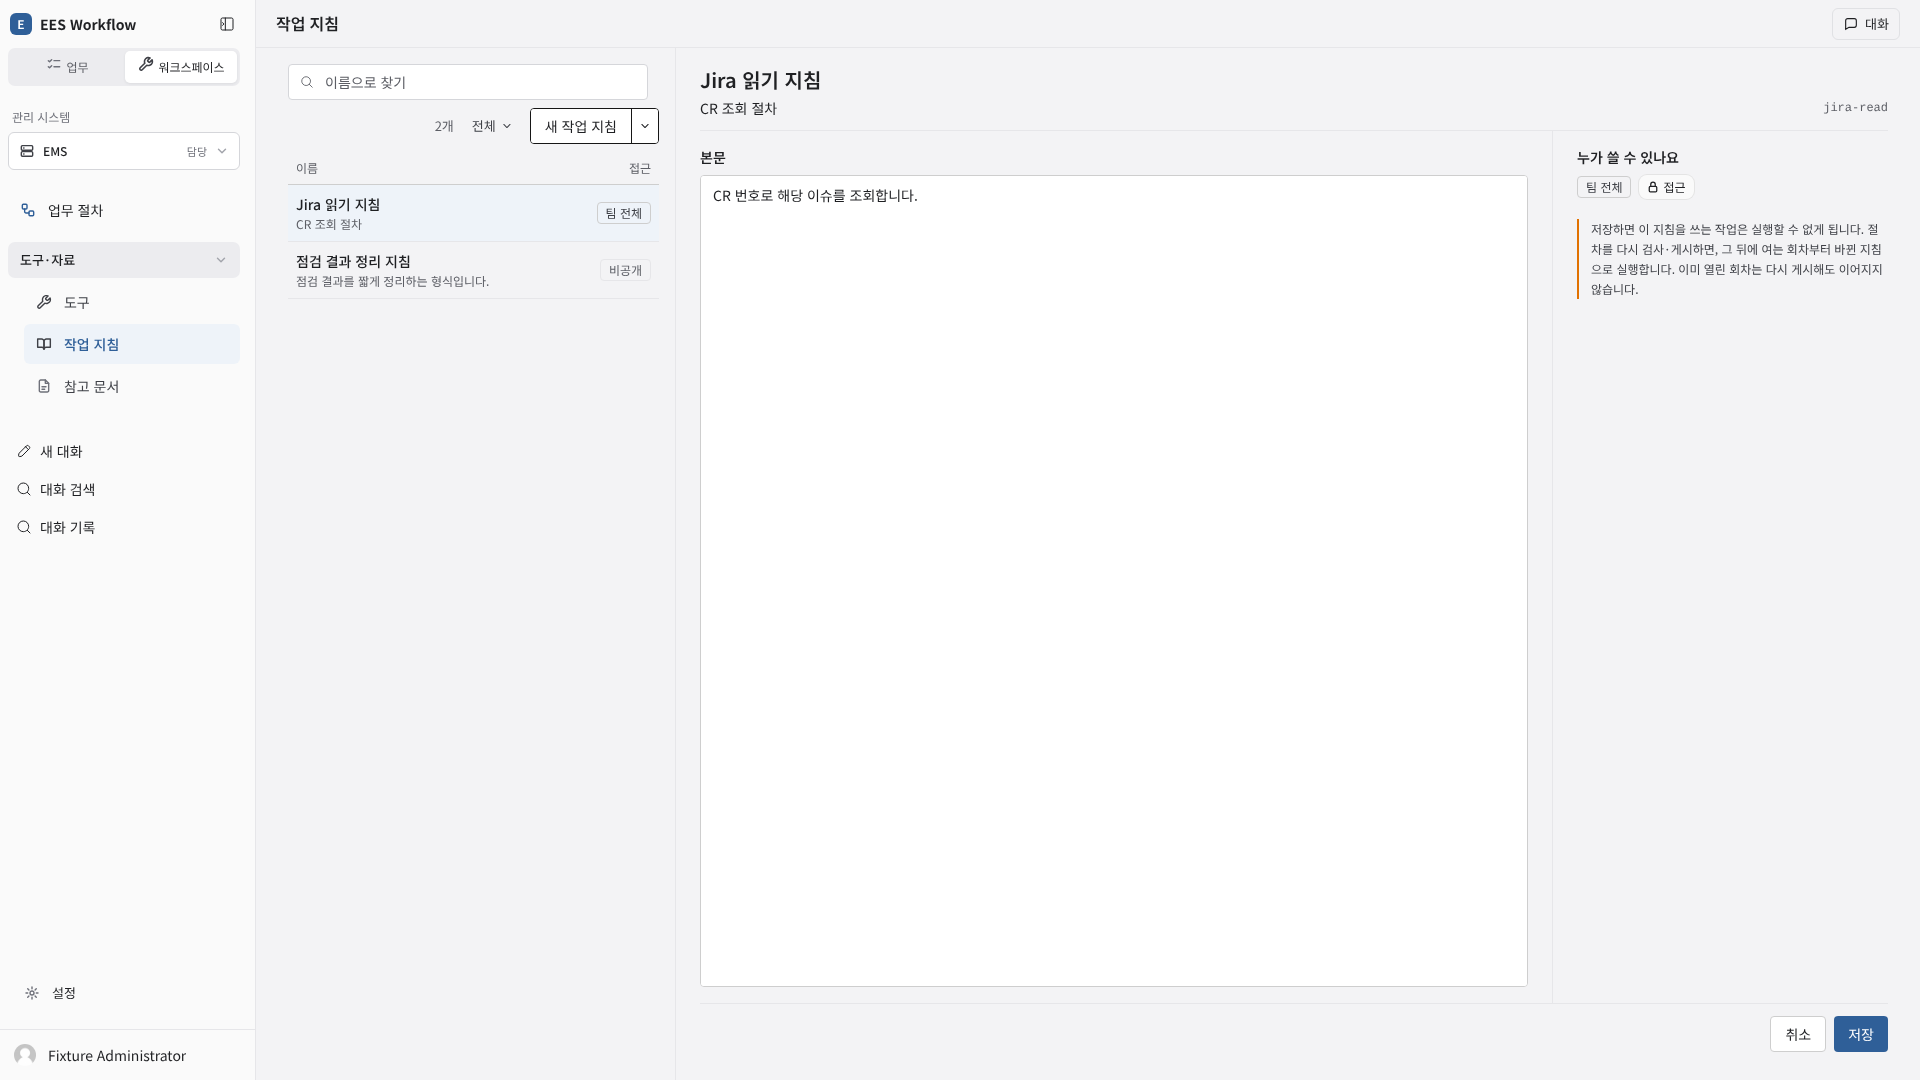 E EES Workflow
업무
워크스페이스
관리 시스템
EMS 담당
업무 절차
도구·자료
도구
작업 지침
참고 문서
새 대화
대화 검색
대화 기록
설정
Fixture Administrator
작업 지침
대화
이름으로 찾기
2개 전체 새 작업 지침
이름 접근
Jira 읽기 지침
CR 조회 절차
팀 전체
점검 결과 정리 지침
점검 결과를 짧게 정리하는 형식입니다.
비공개
Jira 읽기 지침
CR 조회 절차
jira-read
본문
CR 번호로 해당 이슈를 조회합니다.
누가 쓸 수 있나요
팀 전체 접근
저장하면 이 지침을 쓰는 작업은 실행할 수 없게 됩니다. 절
차를 다시 검사·게시하면, 그 뒤에 여는 회차부터 바뀐 지침
으로 실행합니다. 이미 열린 회차는 다시 게시해도 이어지지
않습니다.
취소 저장